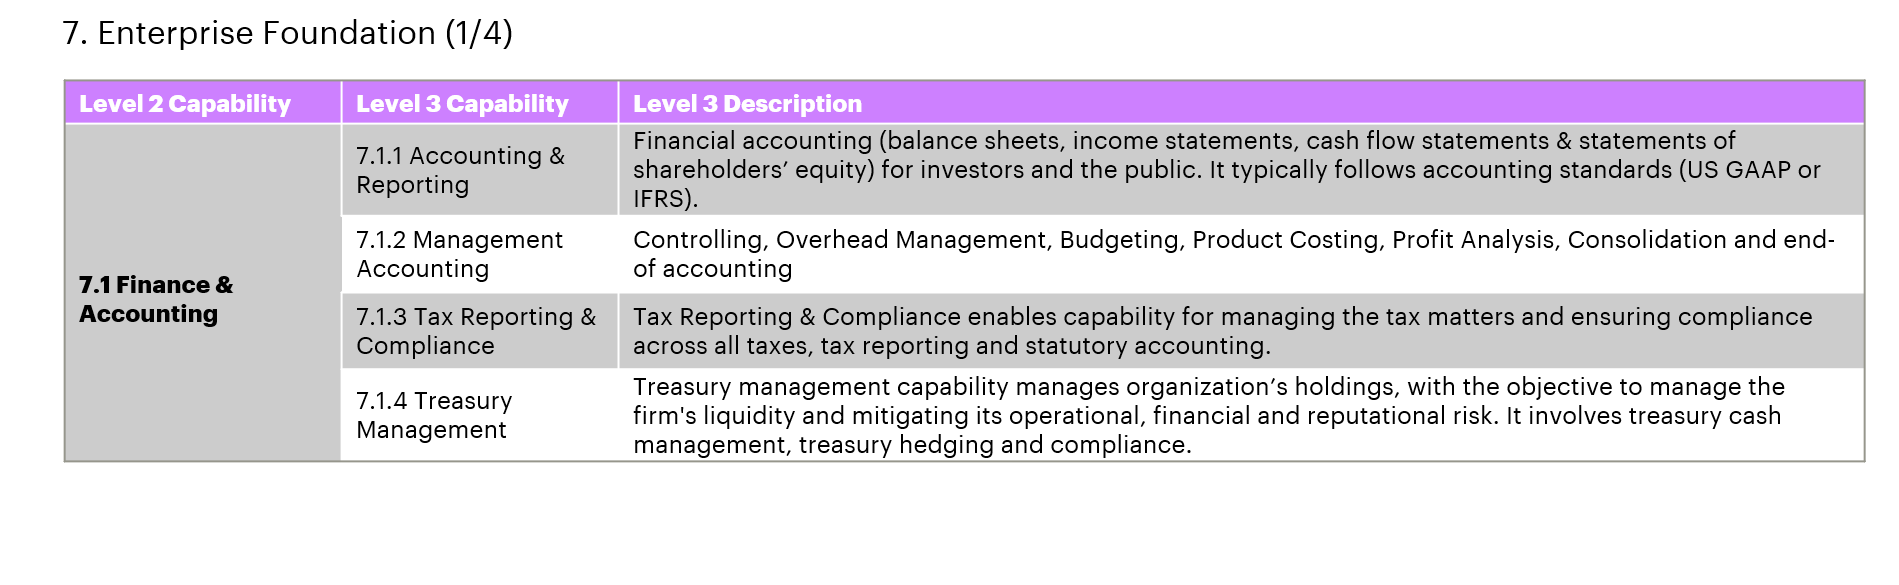 7. Enterprise Foundation (1/4)
Level 2 Capability
Level 3 Capability
Level 3 Description
7.1 Finance &
Accounting
7.1.1 Accounting &
Reporting
Financial accounting (balance sheets, income statements, cash flow statements & statements of
shareholders’ equity) for investors and the public. It typically follows accounting standards (US GAAP or
IFRS).
7.1.2 Management
Accounting
Controlling, Overhead Management, Budgeting, Product Costing, Profit Analysis, Consolidation and end-
of accounting
7.1.3 Tax Reporting &
Compliance
Tax Reporting & Compliance enables capability for managing the tax matters and ensuring compliance
across all taxes, tax reporting and statutory accounting.
7.1.4 Treasury
Management
Treasury management capability manages organization’s holdings, with the objective to manage the
firm's liquidity and mitigating its operational, financial and reputational risk. It involves treasury cash
management, treasury hedging and compliance.